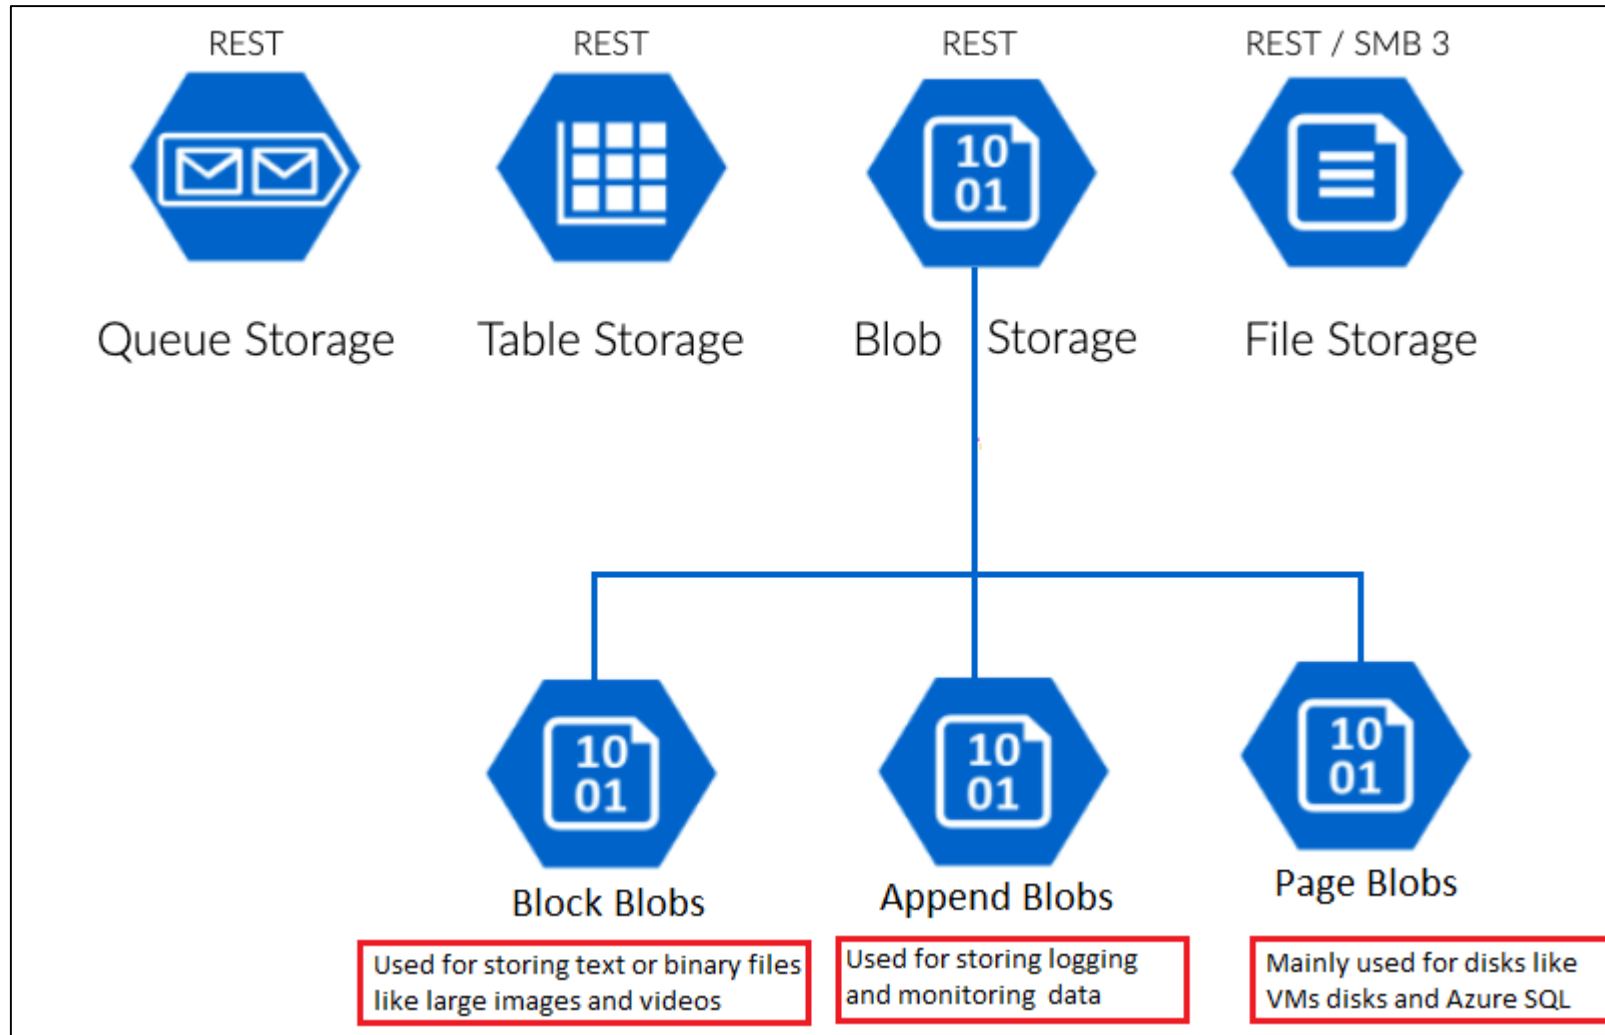 REST
REST
REST
REST / SMB 3
10
01
Queue Storage
Table Storage
Blob Storage
File Storage
10
01
10
01
10
01
Block Blobs
Append Blobs
Page Blobs
Used for storing text or binary files
like large images and videos
Used for storing logging
and monitoring data
Mainly used for disks like
VMs disks and Azure SQL